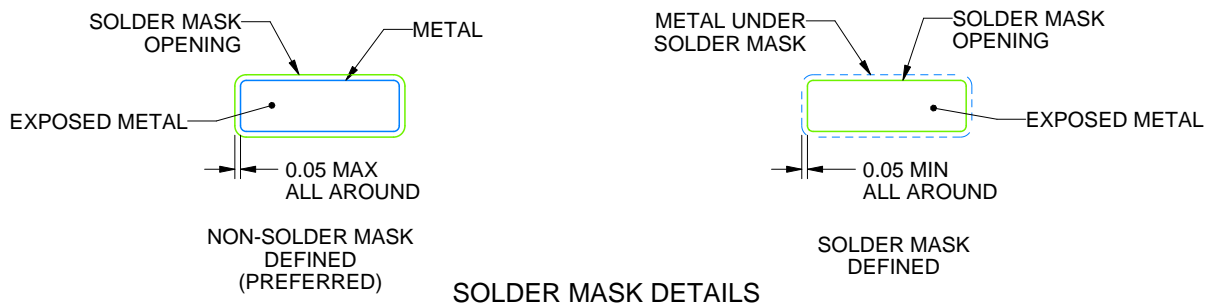 SOLDER MASK
OPENING
METAL
EXPOSED METAL
0.05 MAX
ALL AROUND
NON-SOLDER MASK
DEFINED
(PREFERRED)
METAL UNDER
SOLDER MASK
SOLDER MASK
OPENING
EXPOSED METAL
0.05 MIN
ALL AROUND
SOLDER MASK
DEFINED
SOLDER MASK DETAILS